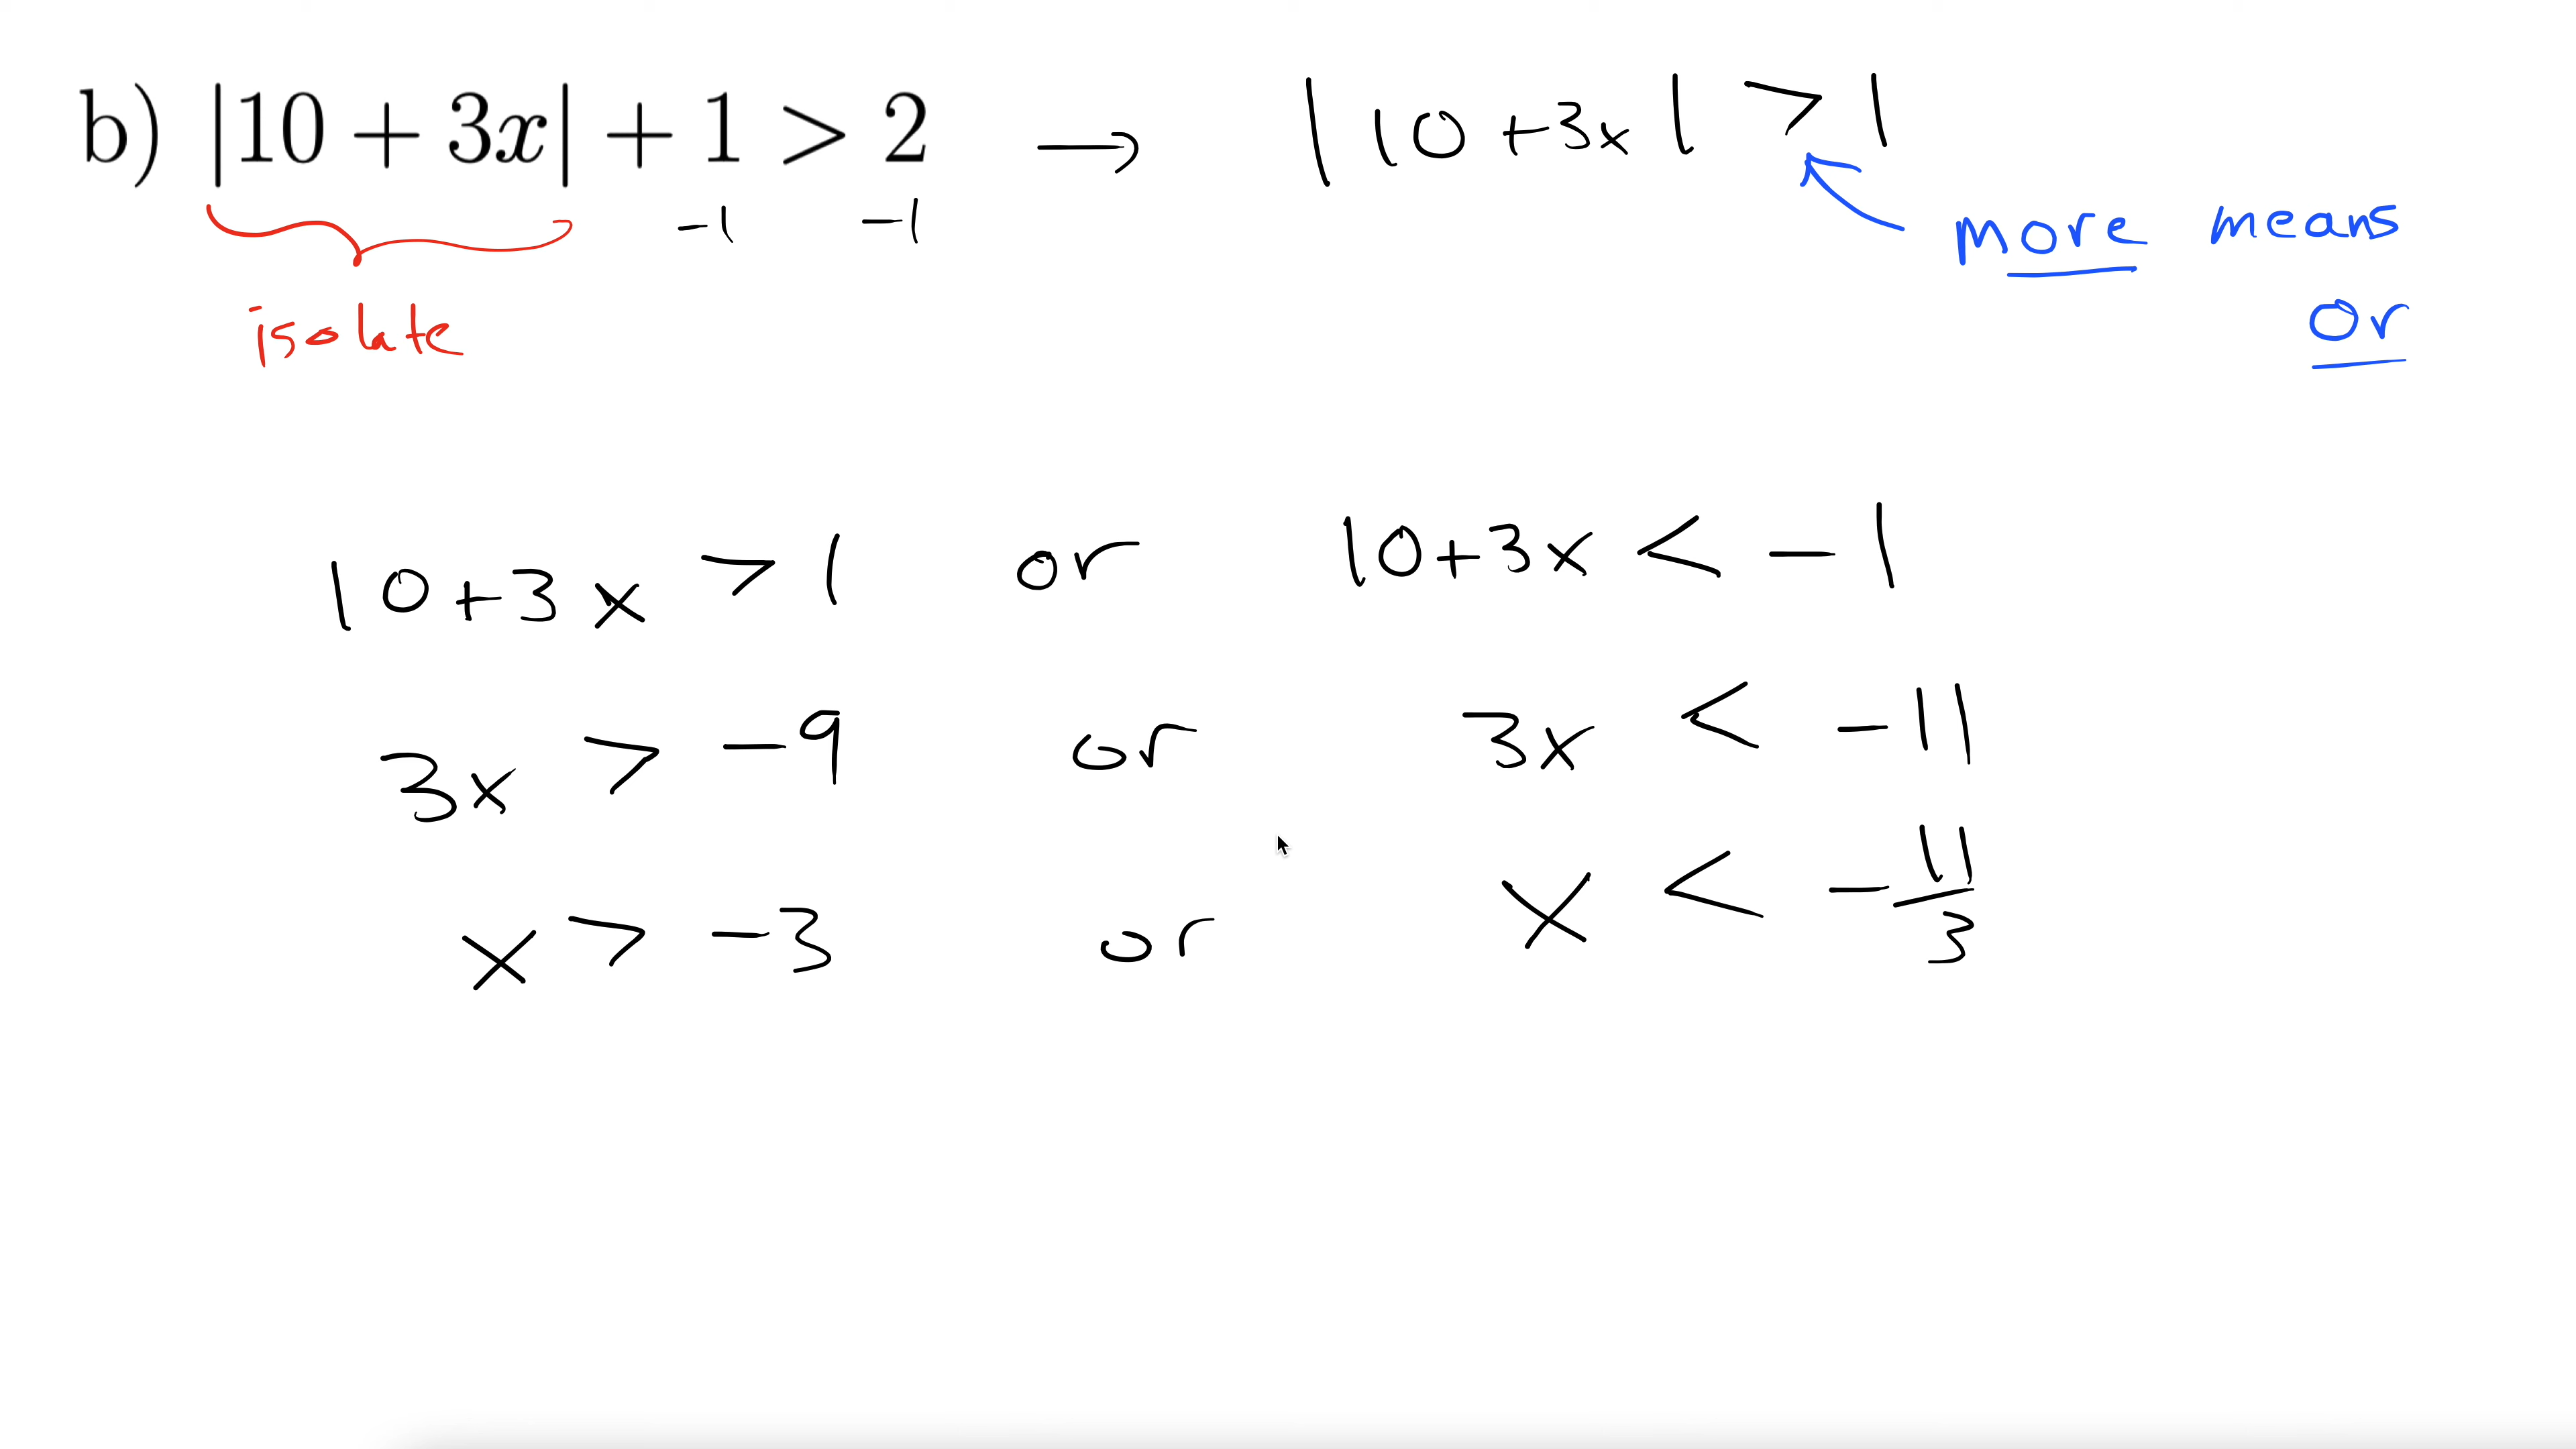 b) |10 + 3x| + 1 > 2 → |10 + 3x| > 1
-1 -1
more means
or
isolate
10 + 3x > 1 or 10 + 3x < -1
3x > -9 or 3x < -11
x > -3 or x < -11/3